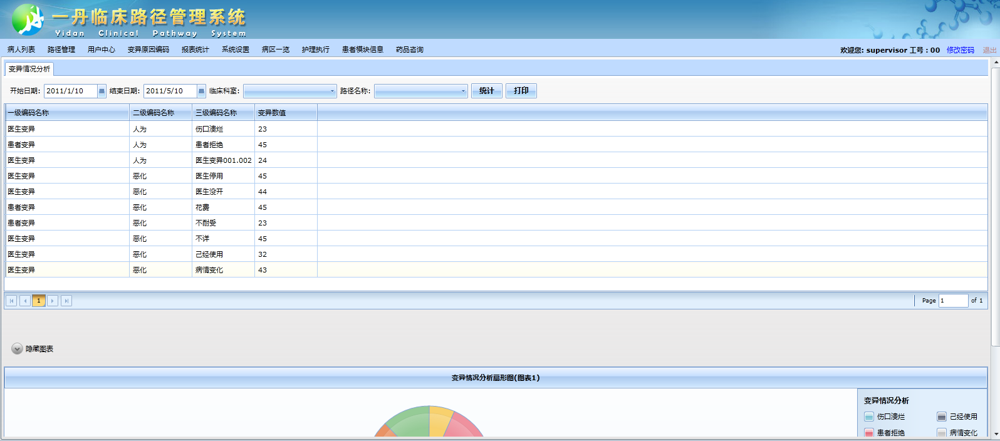 一丹临床路径管理系统
Yidan Clinical Pathway System
病人列表 路径管理 用户中心 变异原因编码 报表统计 系统设置 病区一览 护理执行 患者模块信息 药品咨询 欢迎您: supervisor 工号：00 修改密码 退出
变异情况分析
开始日期: 2011/1/10 结束日期: 2011/5/10 临床科室: 路径名称: 统计 打印
一级编码名称 二级编码名称 三级编码名称 变异数值
医生变异 人为 伤口溃烂 23
患者变异 人为 患者拒绝 45
医生变异 人为 医生变异001.002 24
医生变异 恶化 医生停用 45
医生变异 恶化 医生没开 44
患者变异 恶化 花费 45
患者变异 恶化 不耐受 23
医生变异 恶化 不详 45
医生变异 恶化 己经使用 32
医生变异 恶化 病情变化 43
1 Page 1 of 1
隐藏图表
变异情况分析扇形图(图表1)
变异情况分析
伤口溃烂 己经使用
患者拒绝 病情变化